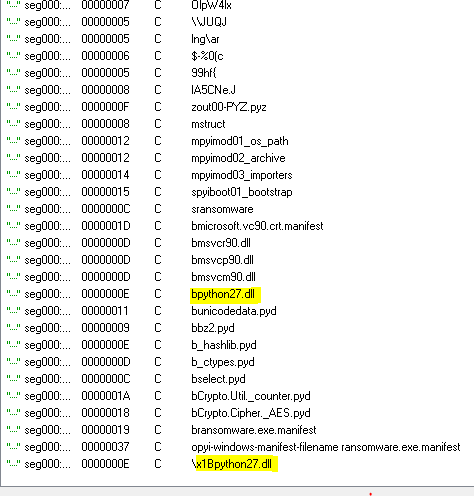 "..." seg000:... 00000007 C OIpW4Ix
"..." seg000:... 00000005 C \\JUQJ
"..." seg000:... 00000005 C lng\ar
"..." seg000:... 00000006 C $-%0(c
"..." seg000:... 00000005 C 99hf{
"..." seg000:... 00000008 C IA5CNe.J
"..." seg000:... 0000000F C zout00-PYZ.pyz
"..." seg000:... 00000008 C mstruct
"..." seg000:... 00000012 C mpyimod01_os_path
"..." seg000:... 00000012 C mpyimod02_archive
"..." seg000:... 00000014 C mpyimod03_importers
"..." seg000:... 00000015 C spyiboot01_bootstrap
"..." seg000:... 0000000C C sransomware
"..." seg000:... 0000001D C bmicrosoft.vc90.crt.manifest
"..." seg000:... 0000000D C bmsvcr90.dll
"..." seg000:... 0000000D C bmsvcp90.dll
"..." seg000:... 0000000D C bmsvcm90.dll
"..." seg000:... 0000000E C bpython27.dll
"..." seg000:... 00000011 C bunicodedata.pyd
"..." seg000:... 00000009 C bbz2.pyd
"..." seg000:... 0000000E C b_hashlib.pyd
"..." seg000:... 0000000D C b_ctypes.pyd
"..." seg000:... 0000000C C bselect.pyd
"..." seg000:... 0000001A C bCrypto.Util._counter.pyd
"..." seg000:... 00000018 C bCrypto.Cipher._AES.pyd
"..." seg000:... 00000019 C bransomware.exe.manifest
"..." seg000:... 00000037 C opyi-windows-manifest-filename ransomware.exe.manifest
"..." seg000:... 0000000E C \x1Bpython27.dll